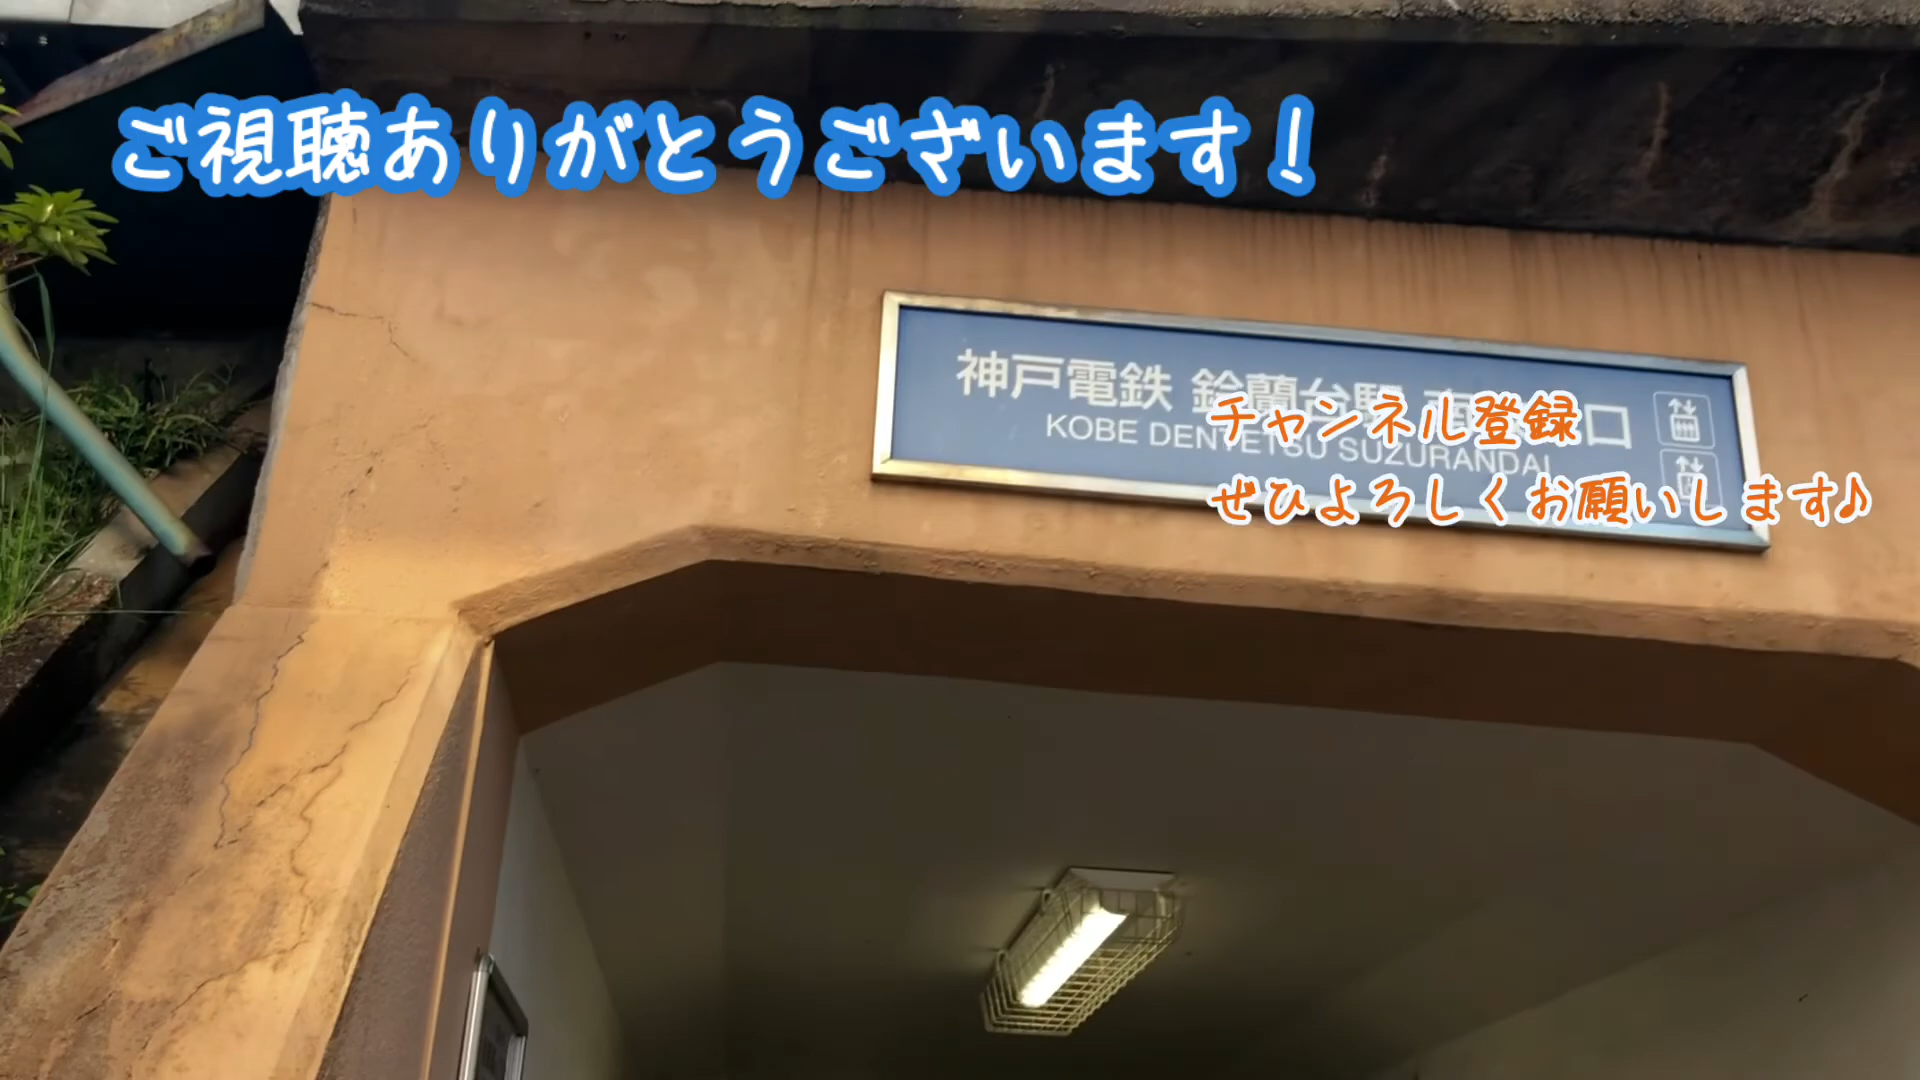 ご視聴ありがとうございます！
神戸電鉄 鈴蘭台駅 口
KOBE DENTETSU SUZURANDAI
チャンネル登録
ぜひよろしくお願いします♪